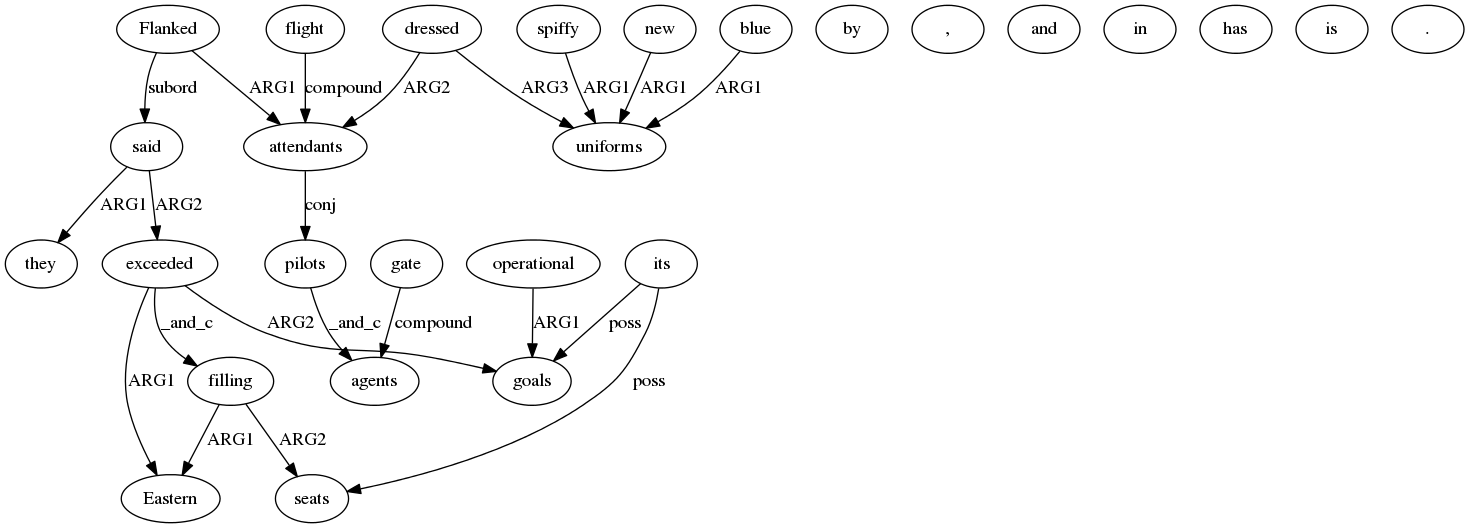 Flanked flight dressed spiffy new blue by , and in has is .
subord ARG1 compound ARG2 ARG3 ARG1 ARG1 ARG1
said attendants uniforms
ARG1 ARG2 conj
they exceeded pilots gate operational its
_and_c ARG2 _and_c compound ARG1 poss
ARG1 filling agents goals poss
ARG1 ARG2
Eastern seats